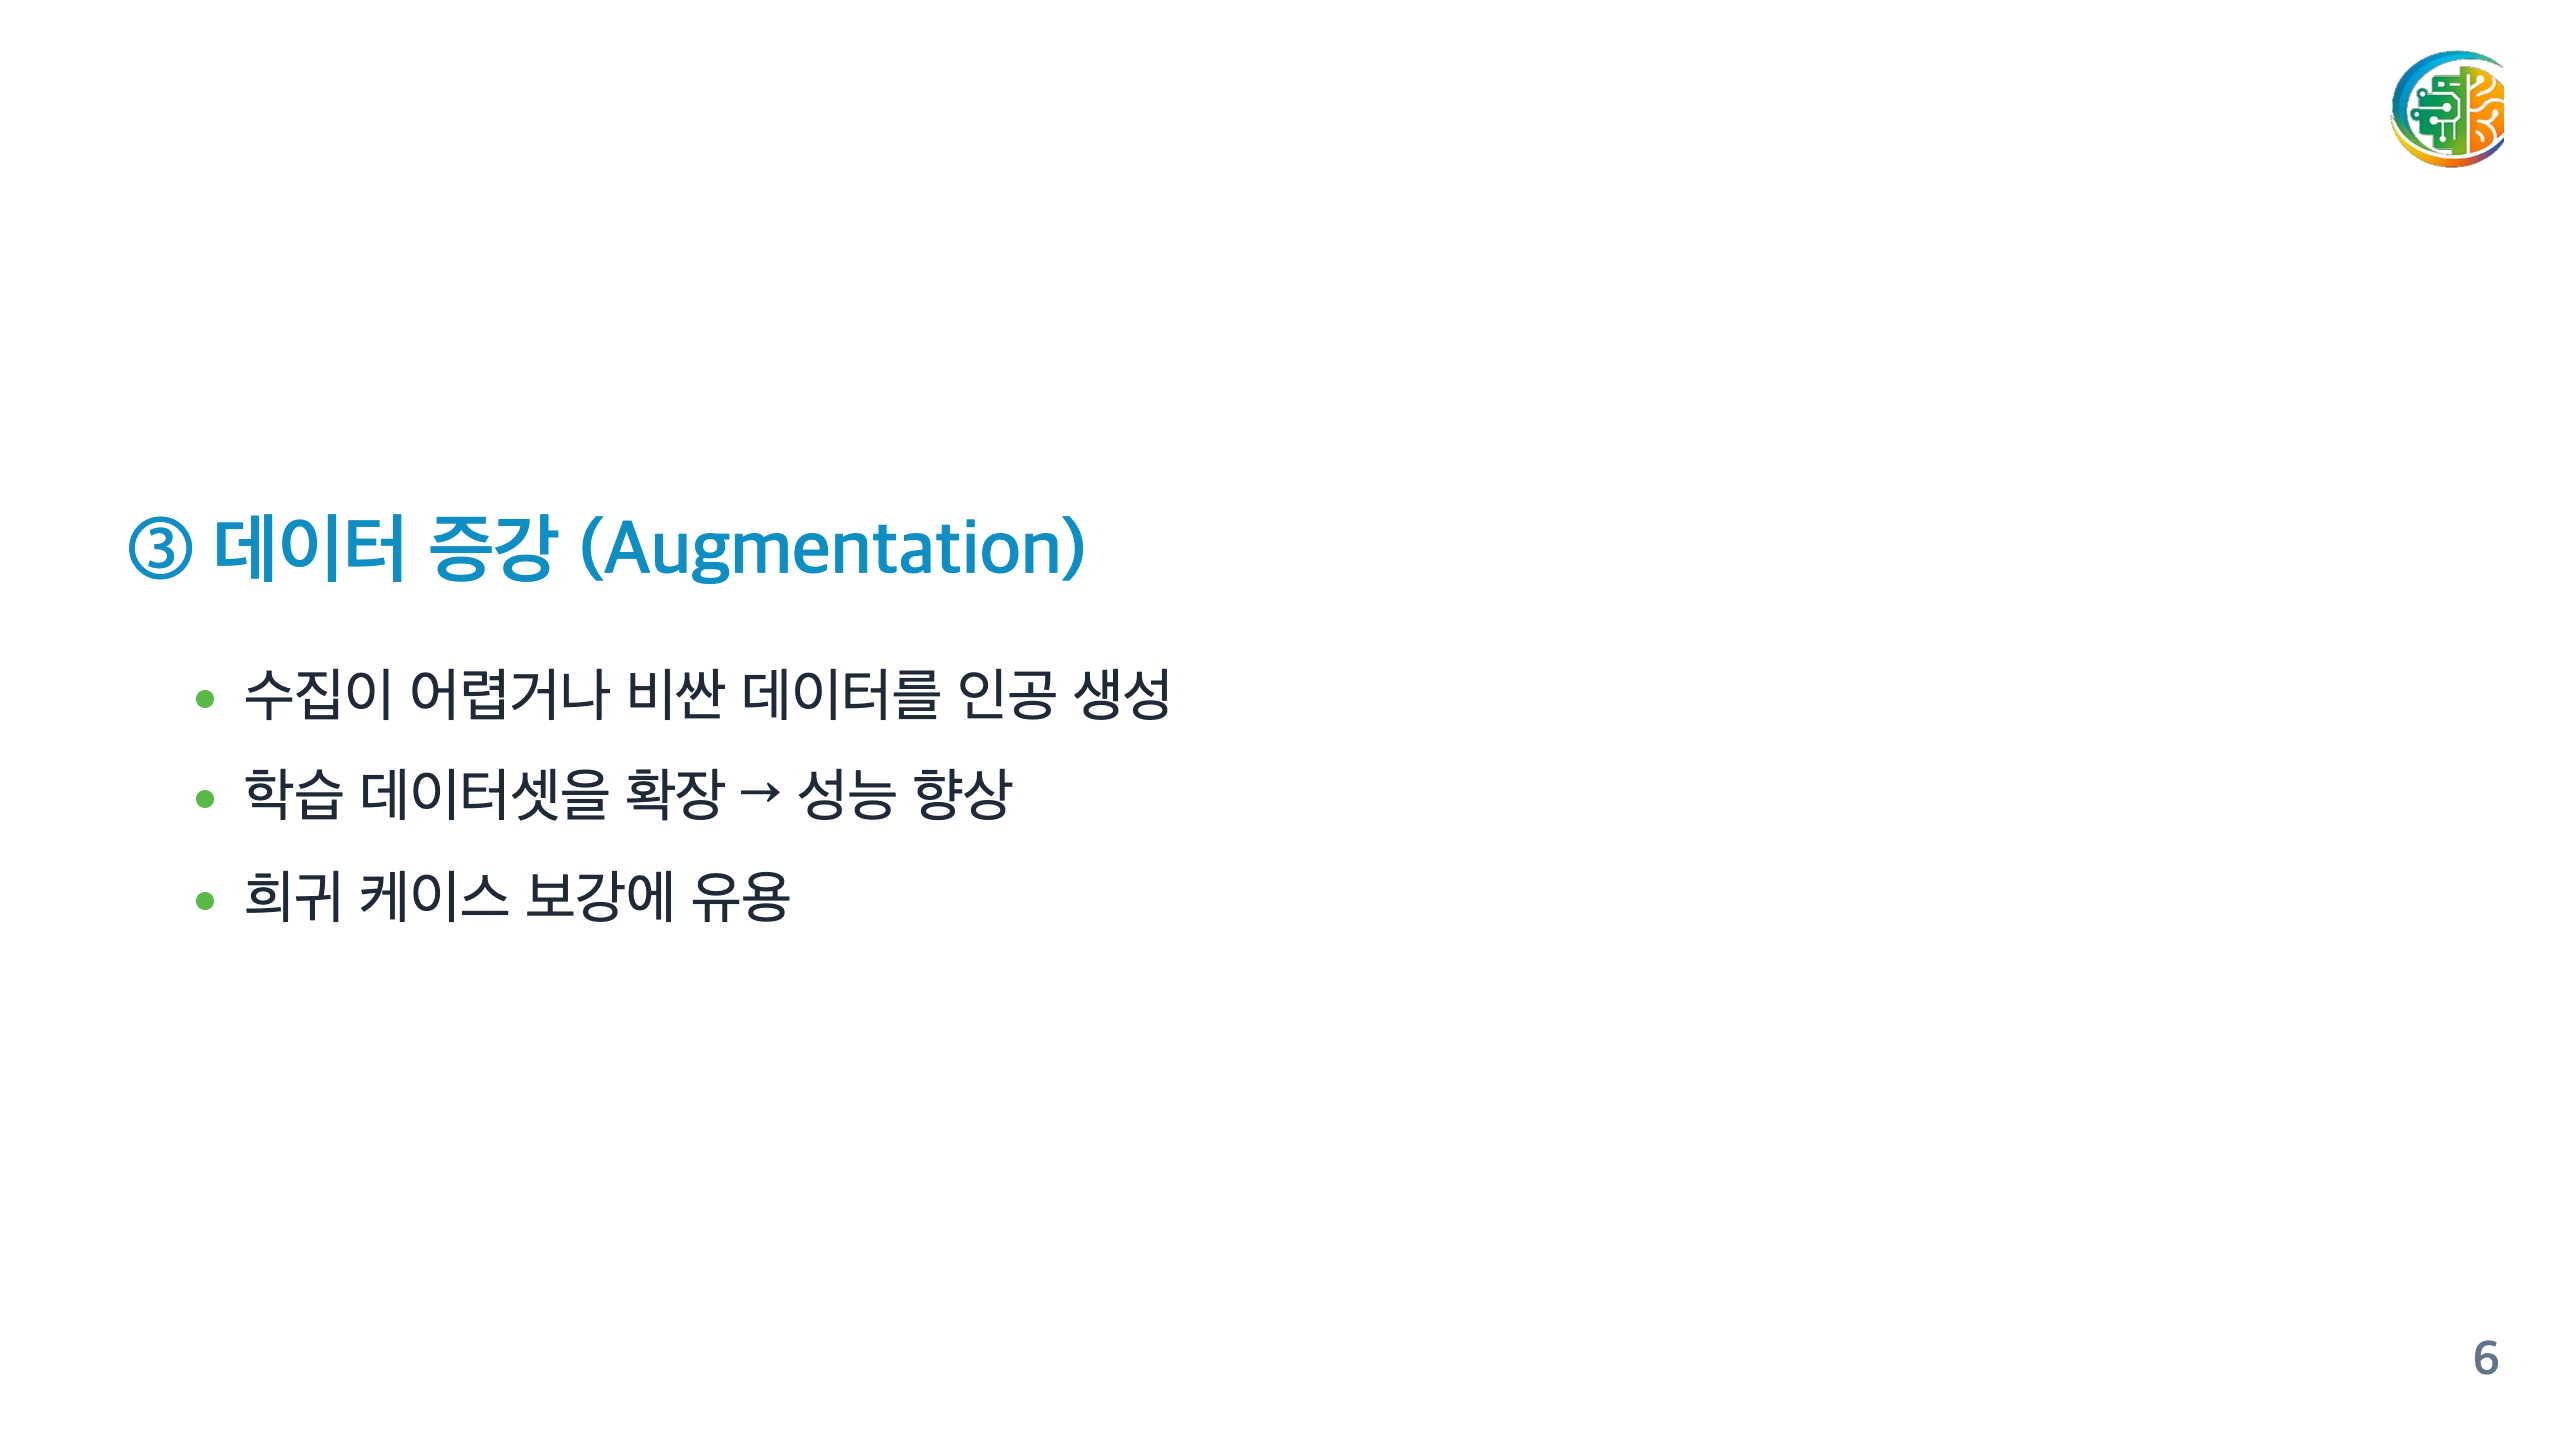 ③ 데이터 증강 (Augmentation)
• 수집이 어렵거나 비싼 데이터를 인공 생성
• 학습 데이터셋을 확장 → 성능 향상
• 희귀 케이스 보강에 유용
6